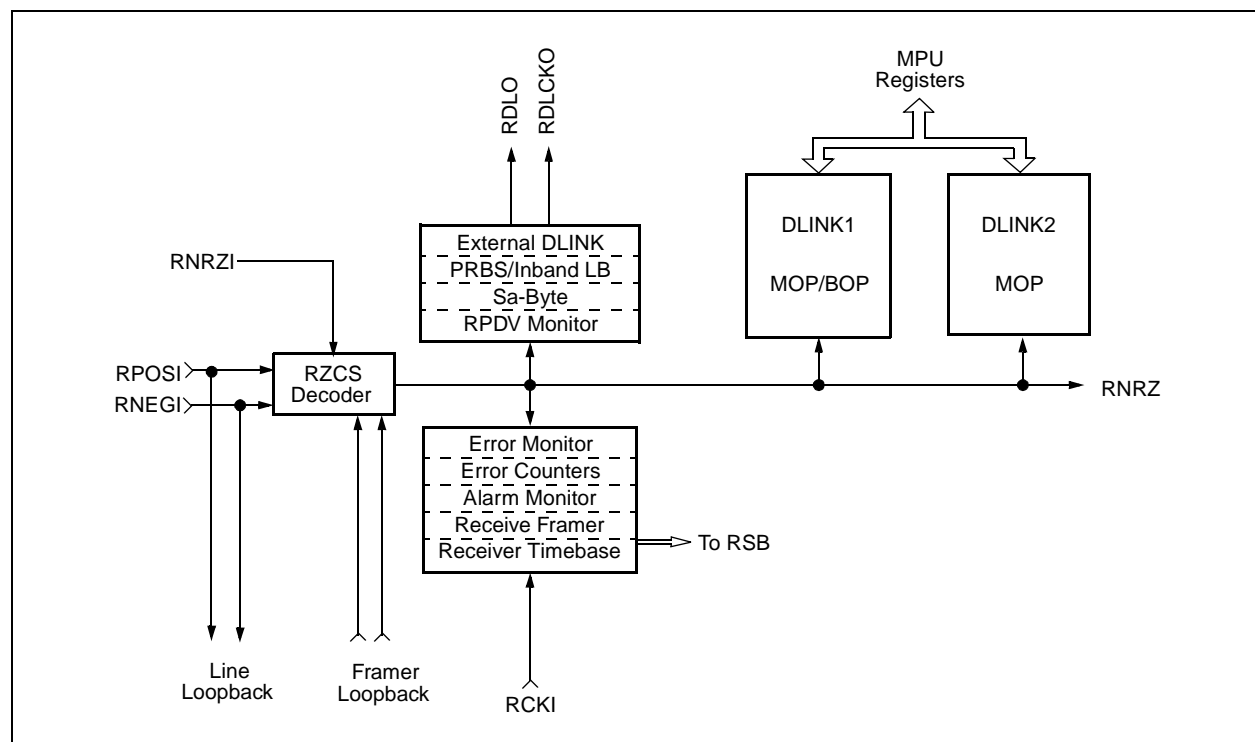 MPU
Registers
RDLO
RDLCKO
DLINK1
MOP/BOP
DLINK2
MOP
External DLINK
PRBS/Inband LB
Sa-Byte
RPDV Monitor
RNRZI
RPOSI
RNEGI
RZCS
Decoder
RNRZ
Error Monitor
Error Counters
Alarm Monitor
Receive Framer
Receiver Timebase
To RSB
Line
Loopback
Framer
Loopback
RCKI